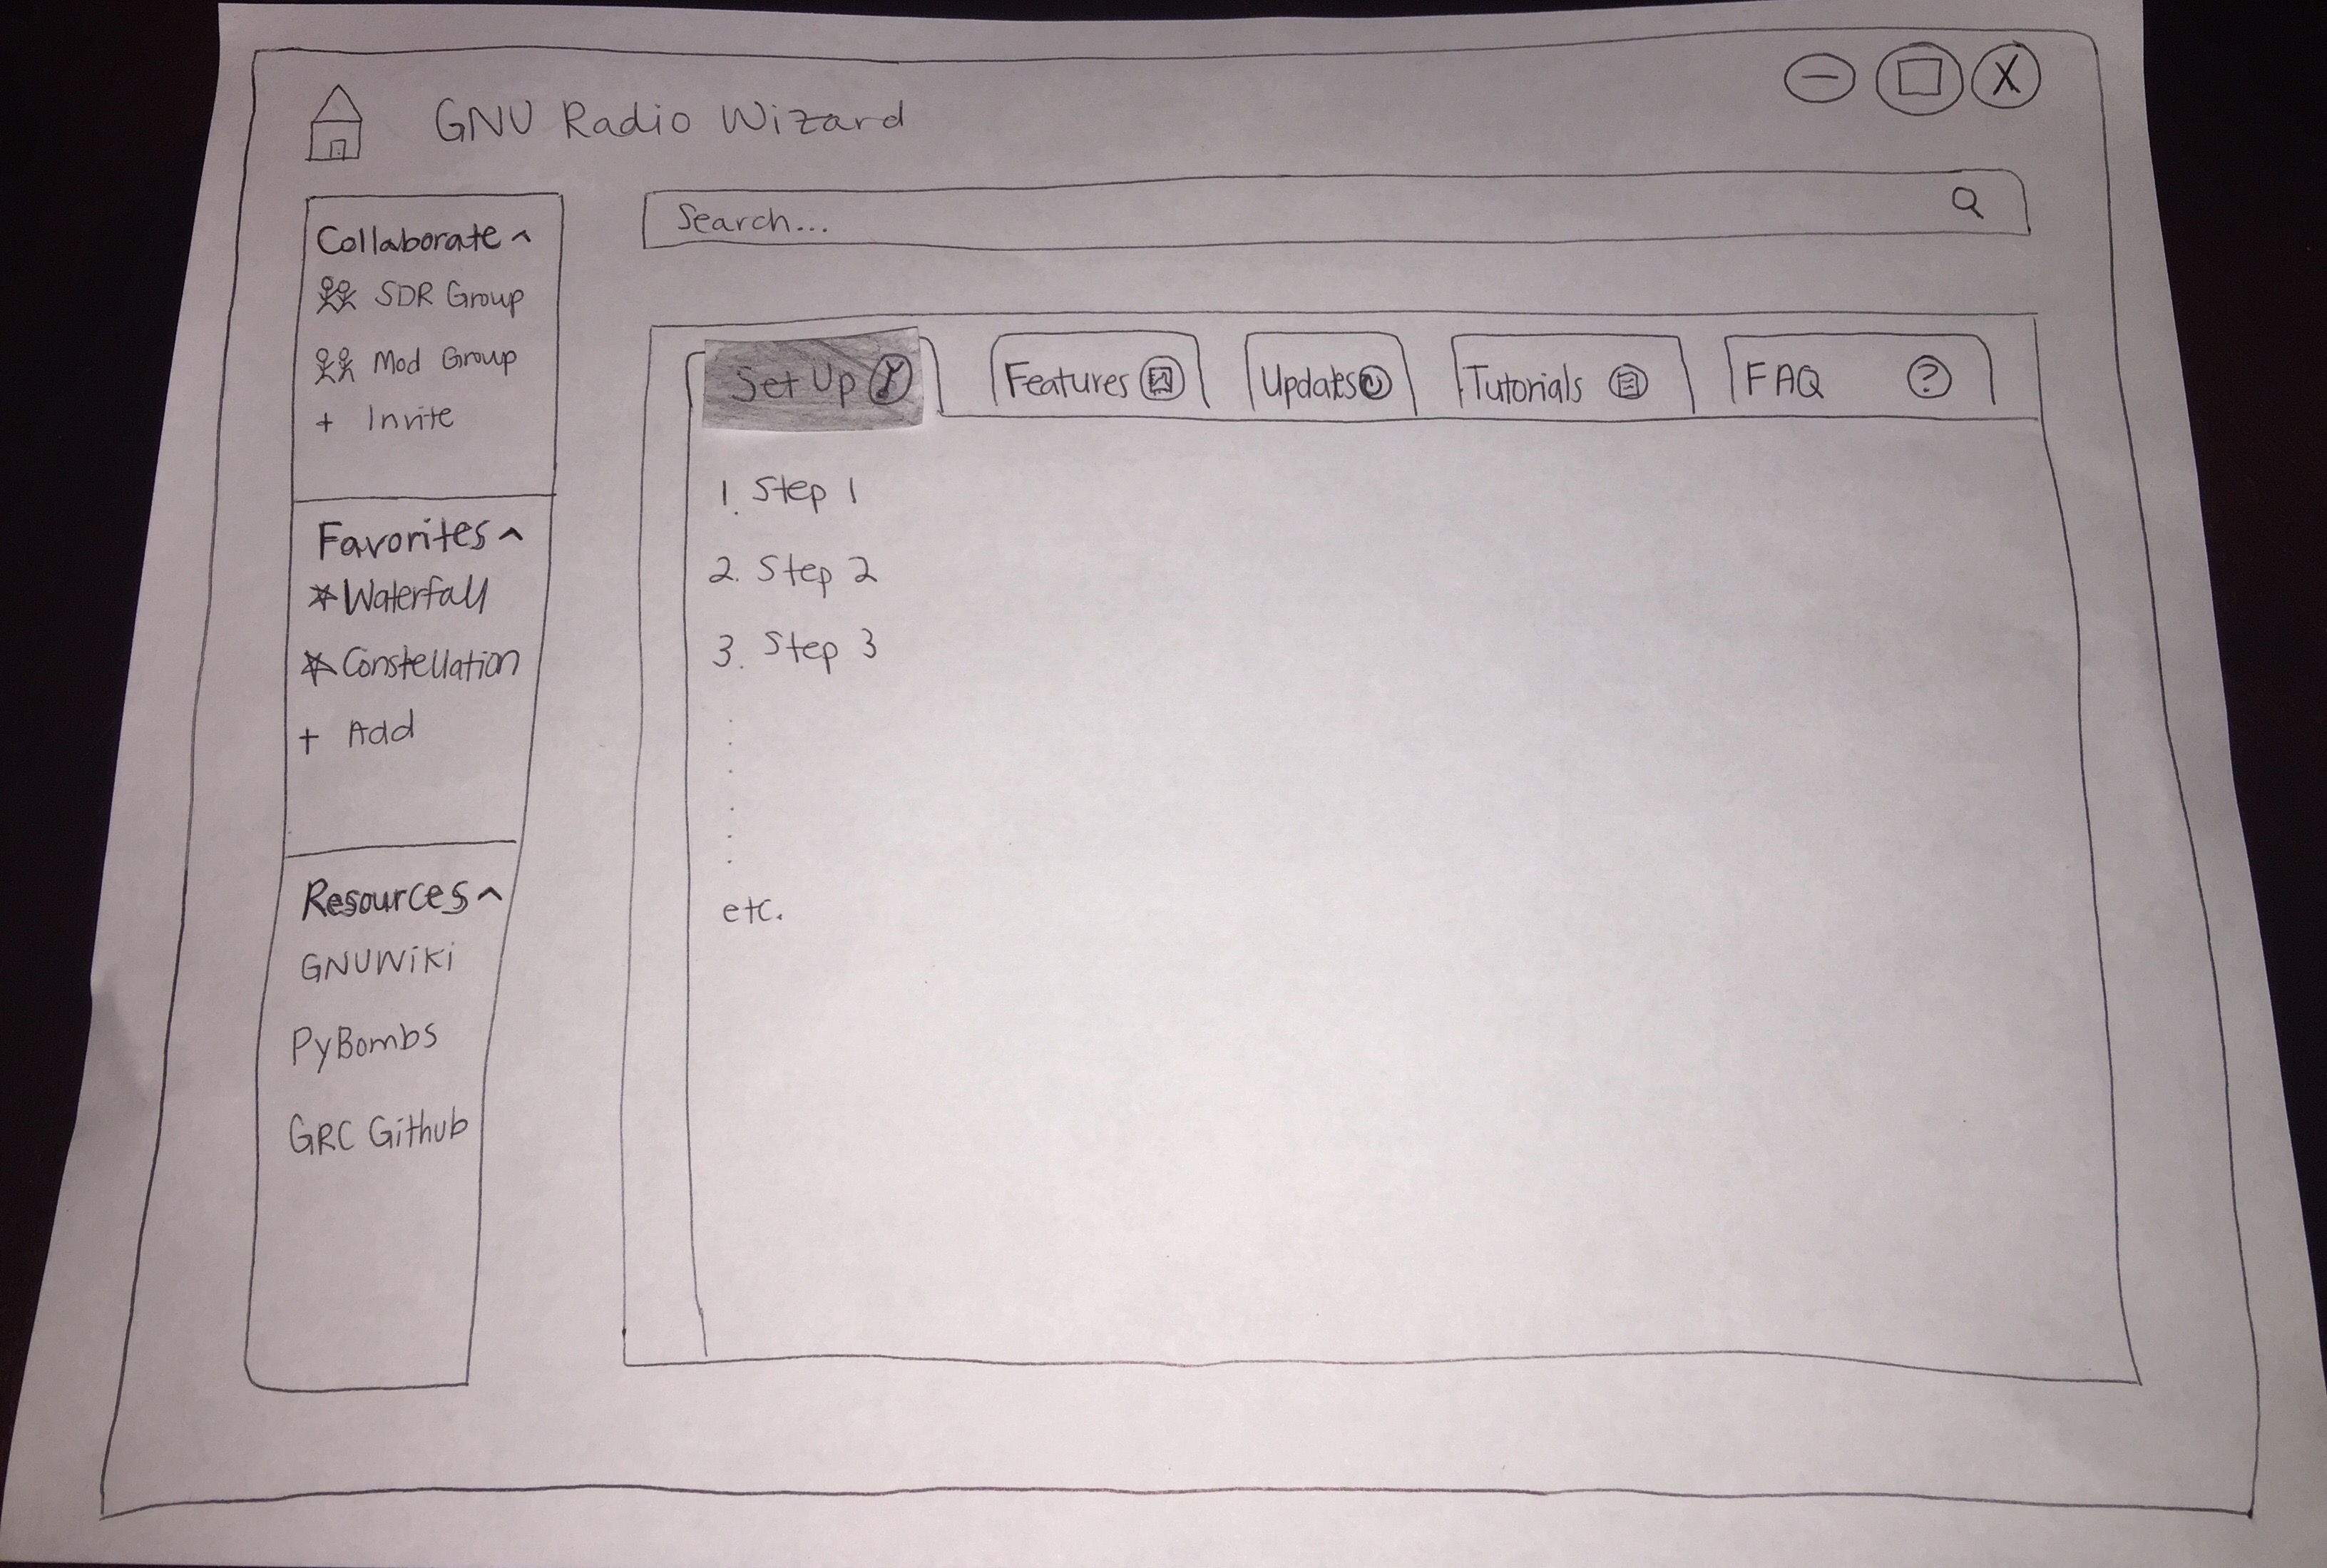 GNU Radio Wizard
X
Search...
Collaborate ^
SDR Group
Mod Group
+ Invite
Favorites ^
* Waterfall
* Constellation
+ Add
Resources ^
GNUWiki
PyBombs
GRC Github
Set Up
Features
Updates
Tutorials
FAQ ?
1. Step 1
2. Step 2
3. Step 3
.
.
.
.
.
etc.